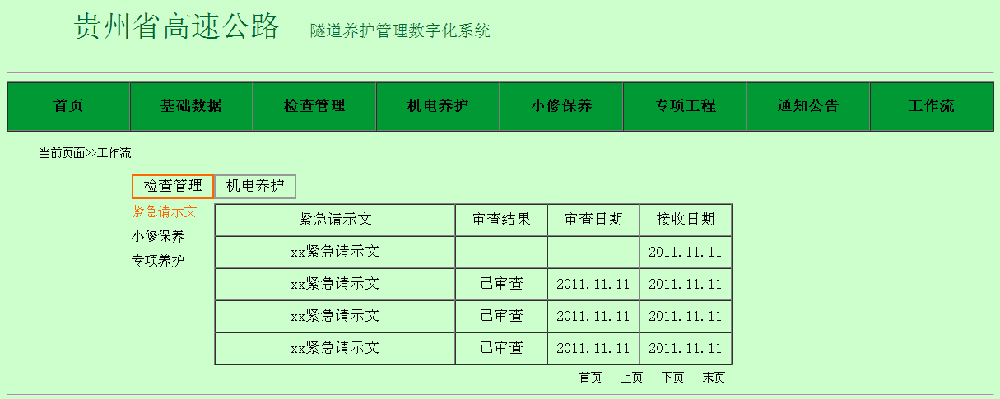 贵州省高速公路——隧道养护管理数字化系统
首页 基础数据 检查管理 机电养护 小修保养 专项工程 通知公告 工作流
当前页面>>工作流
检查管理 机电养护
紧急请示文
小修保养
专项养护
紧急请示文 审查结果 审查日期 接收日期
xx紧急请示文 2011.11.11
xx紧急请示文 已审查 2011.11.11 2011.11.11
xx紧急请示文 已审查 2011.11.11 2011.11.11
xx紧急请示文 已审查 2011.11.11 2011.11.11
首页 上页 下页 末页